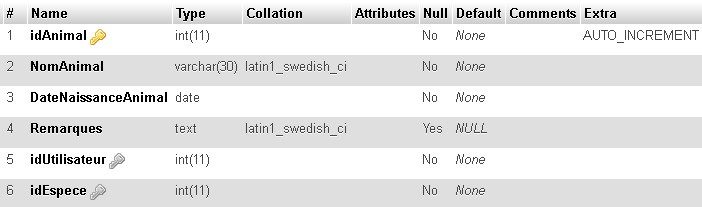 # Name Type Collation Attributes Null Default Comments Extra
1 idAnimal int(11) No None AUTO_INCREMENT
2 NomAnimal varchar(30) latin1_swedish_ci No None
3 DateNaissanceAnimal date No None
4 Remarques text latin1_swedish_ci Yes NULL
5 idUtilisateur int(11) No None
6 idEspece int(11) No None